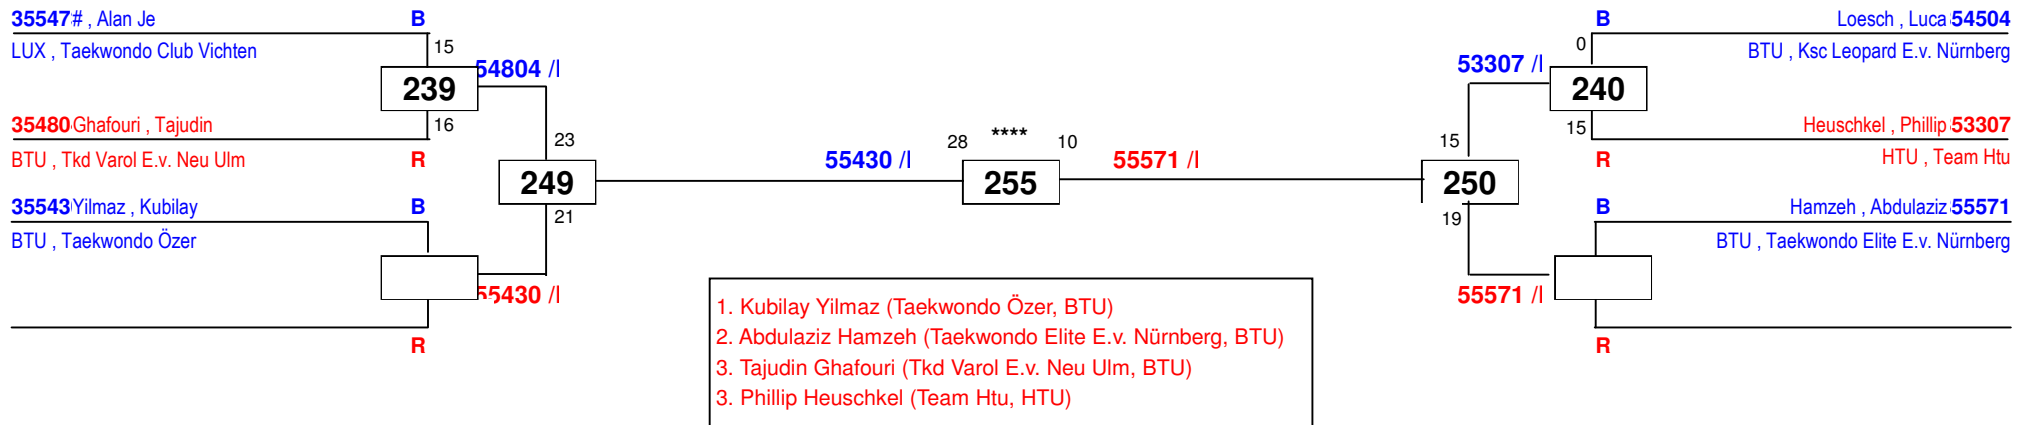 35547# , Alan Je B B Loesch , Luca 54504
LUX , Taekwondo Club Vichten 15 0 BTU , Ksc Leopard E.v. Nürnberg
54804 /I 53307 /I
239 240
35480 Ghafouri , Tajudin 16 15 Heuschkel , Phillip 53307
BTU , Tkd Varol E.v. Neu Ulm R R HTU , Team Htu
23 28 **** 10 15
55430 /I 55571 /I
249 255 250
35543 Yilmaz , Kubilay B 21 19 B Hamzeh , Abdulaziz 55571
BTU , Taekwondo Özer BTU , Taekwondo Elite E.v. Nürnberg
55430 /I 55571 /I
R R
1. Kubilay Yilmaz (Taekwondo Özer, BTU)
2. Abdulaziz Hamzeh (Taekwondo Elite E.v. Nürnberg, BTU)
3. Tajudin Ghafouri (Tkd Varol E.v. Neu Ulm, BTU)
3. Phillip Heuschkel (Team Htu, HTU)